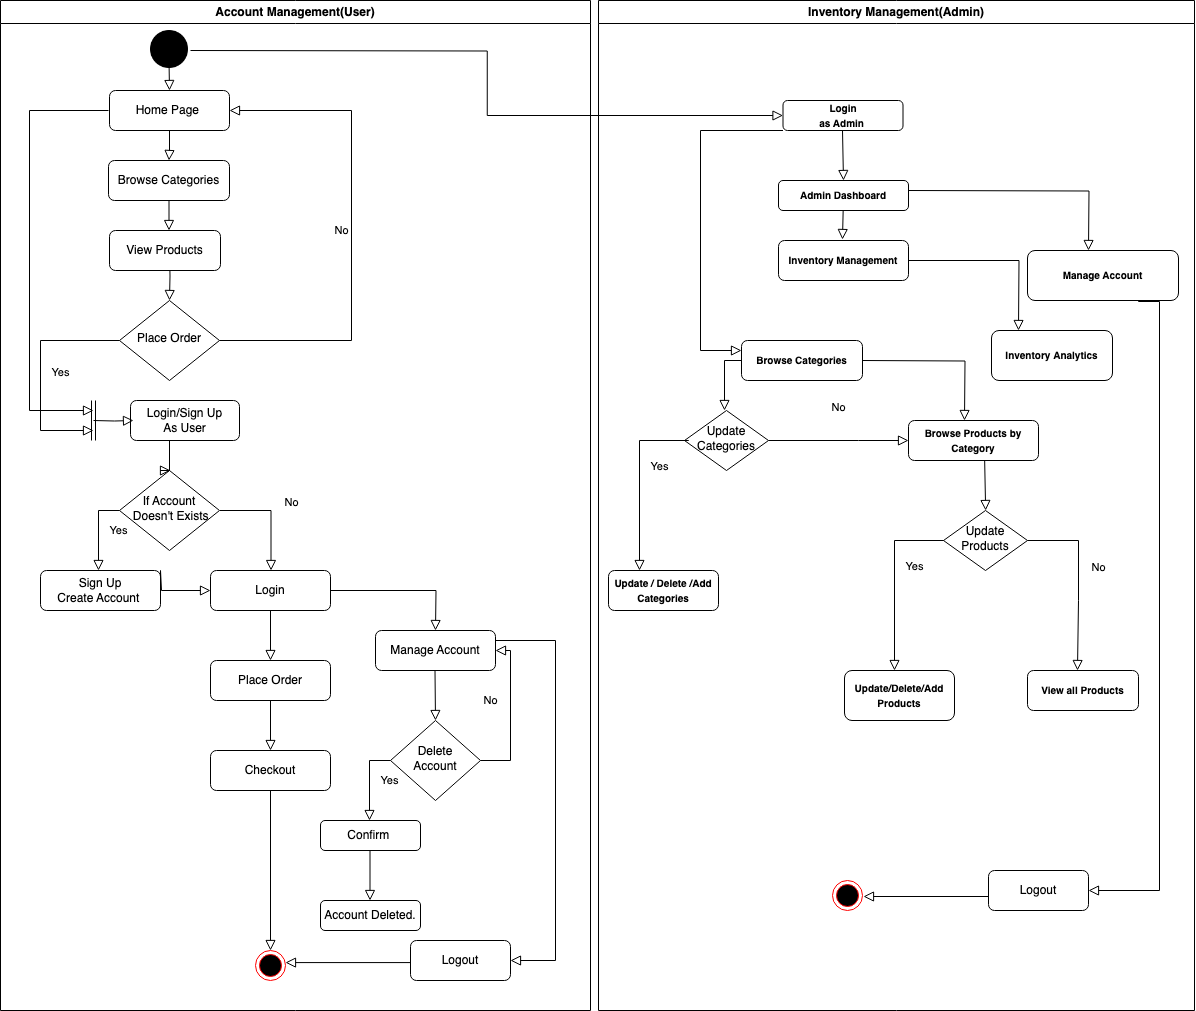 Account Management(User)
Home Page
Browse Categories
View Products
No
Place Order
Yes
Login/Sign Up
As User
If Account
Doesn't Exists
No
Yes
Sign Up
Create Account
Login
Manage Account
Place Order
No
Delete
Account
Checkout
Yes
Confirm
Account Deleted.
Logout
Inventory Management(Admin)
Login
as Admin
Admin Dashboard
Inventory Management
Manage Account
Inventory Analytics
Browse Categories
No
Update
Categories
Browse Products by
Category
Yes
Update
Products
Yes
No
Update / Delete /Add
Categories
Update/Delete/Add
Products
View all Products
Logout